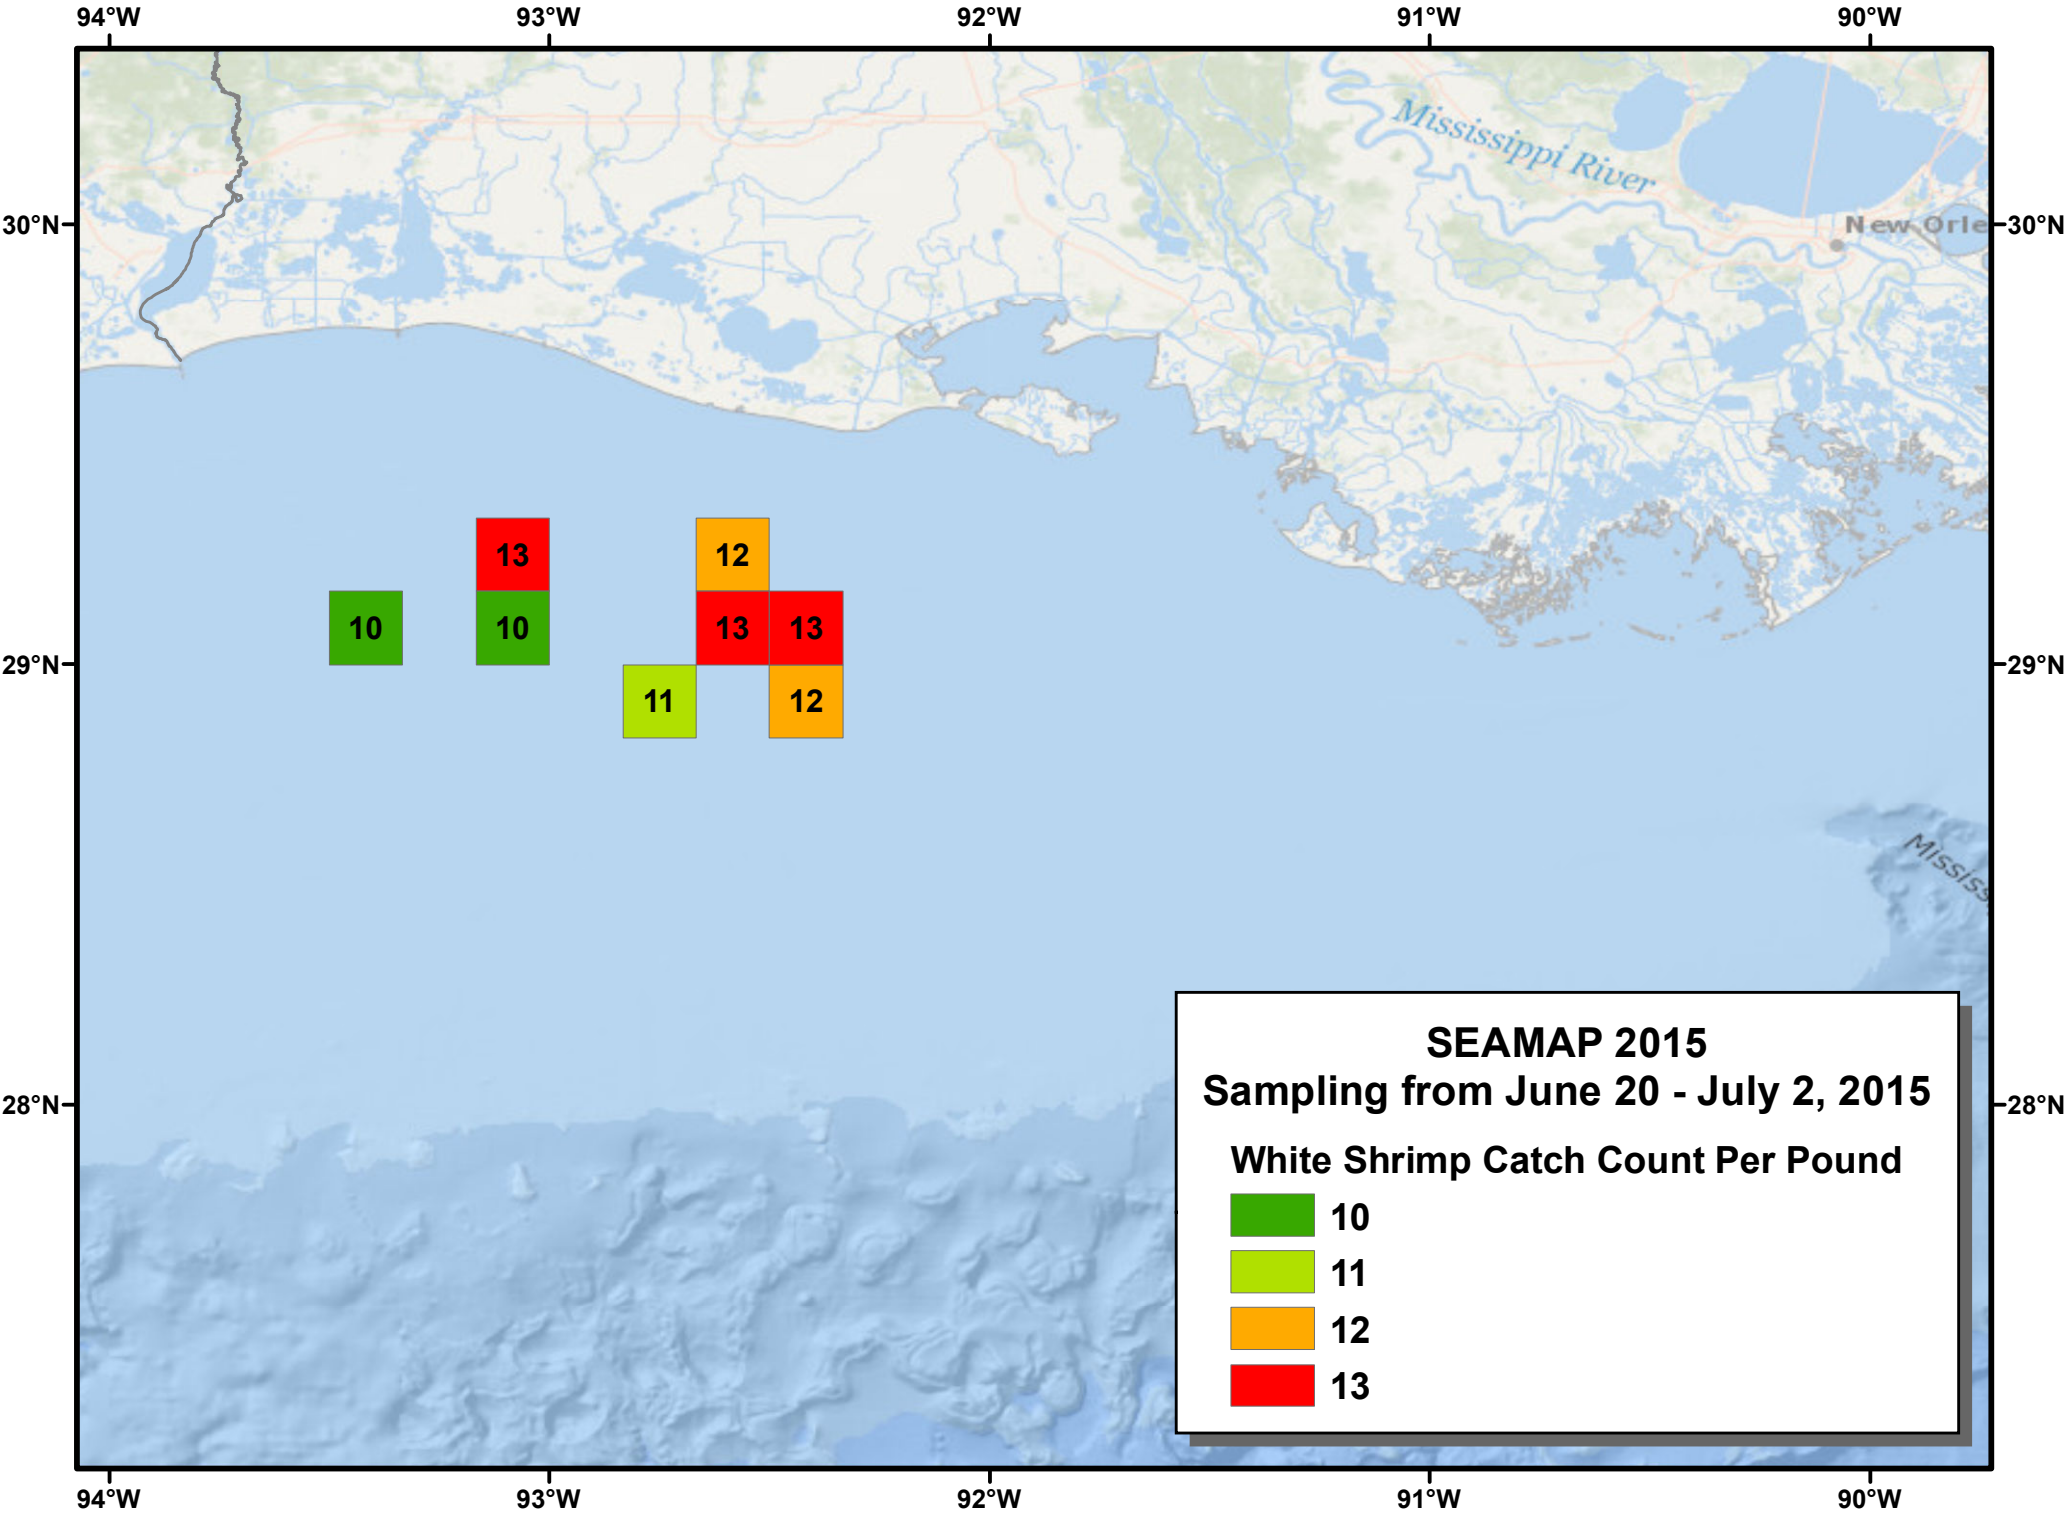 94°W 93°W 92°W 91°W 90°W
Mississippi River
30°N New Orle 30°N
13 12
10 10 13 13
29°N 29°N
11 12
Mississ
SEAMAP 2015
Sampling from June 20 - July 2, 2015
28°N 28°N
White Shrimp Catch Count Per Pound
10
11
12
13
94°W 93°W 92°W 91°W 90°W